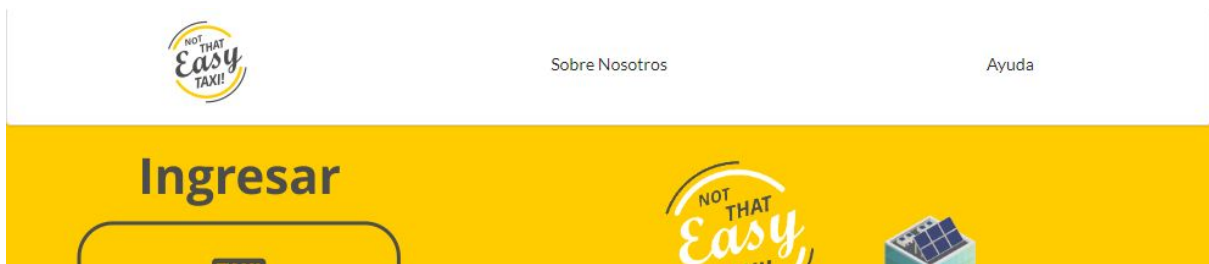 NOT
THAT
Easy
TAXI!
Sobre Nosotros
Ayuda
Ingresar
NOT
THAT
Easy